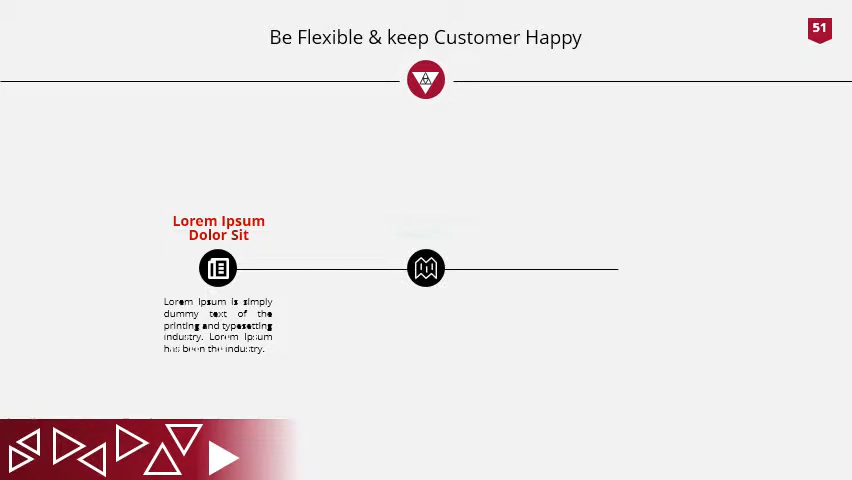 Be Flexible & keep Customer Happy
51
Lorem Ipsum
Dolor Sit
Lorem Ipsum is simply
dummy text of the
printing and typesetting
industry. Lorem Ipsum
has been the industry.